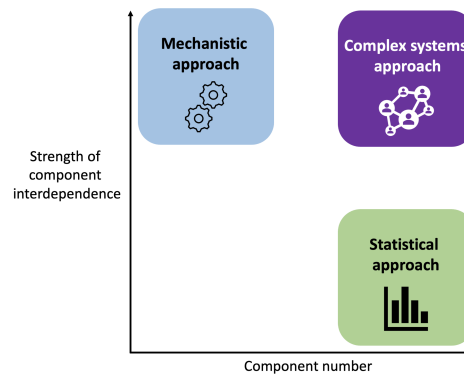 Mechanistic
approach
Complex systems
approach
Strength of
component
interdependence
Statistical
approach
Component number